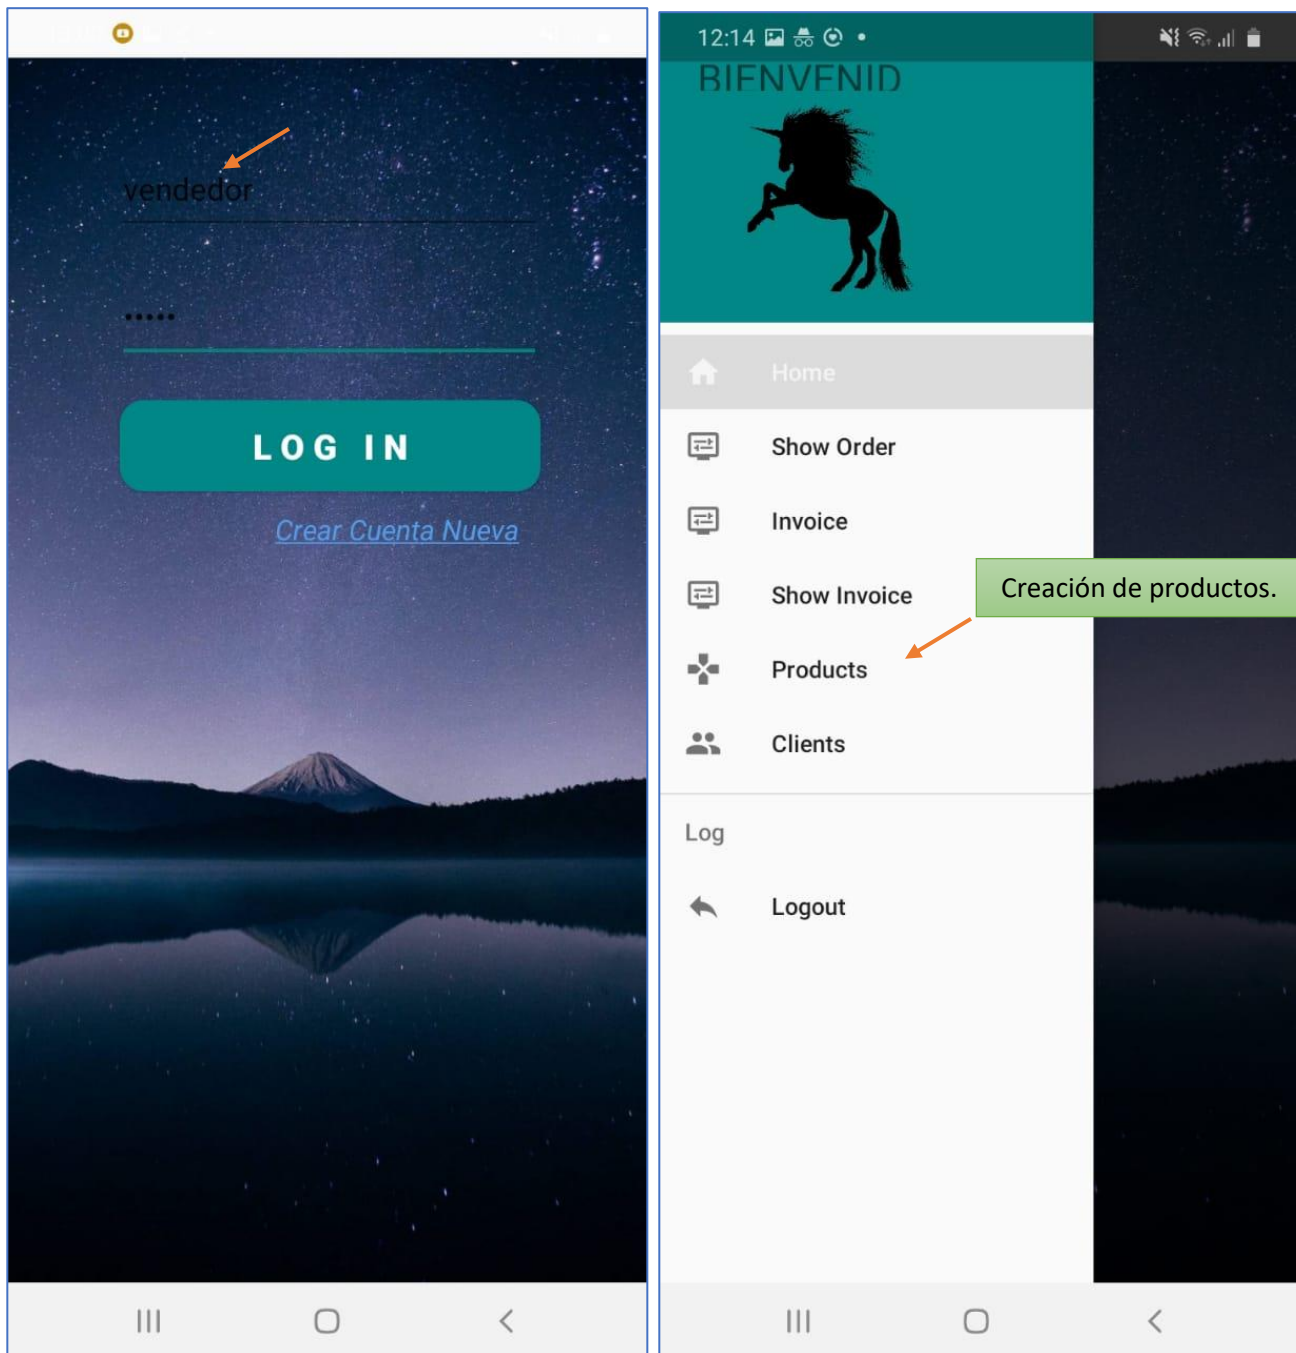 vendedor
•••••
LOG IN
Crear Cuenta Nueva
12:14
BIENVENID
Home
Show Order
Invoice
Show Invoice
Creación de productos.
Products
Clients
Log
Logout